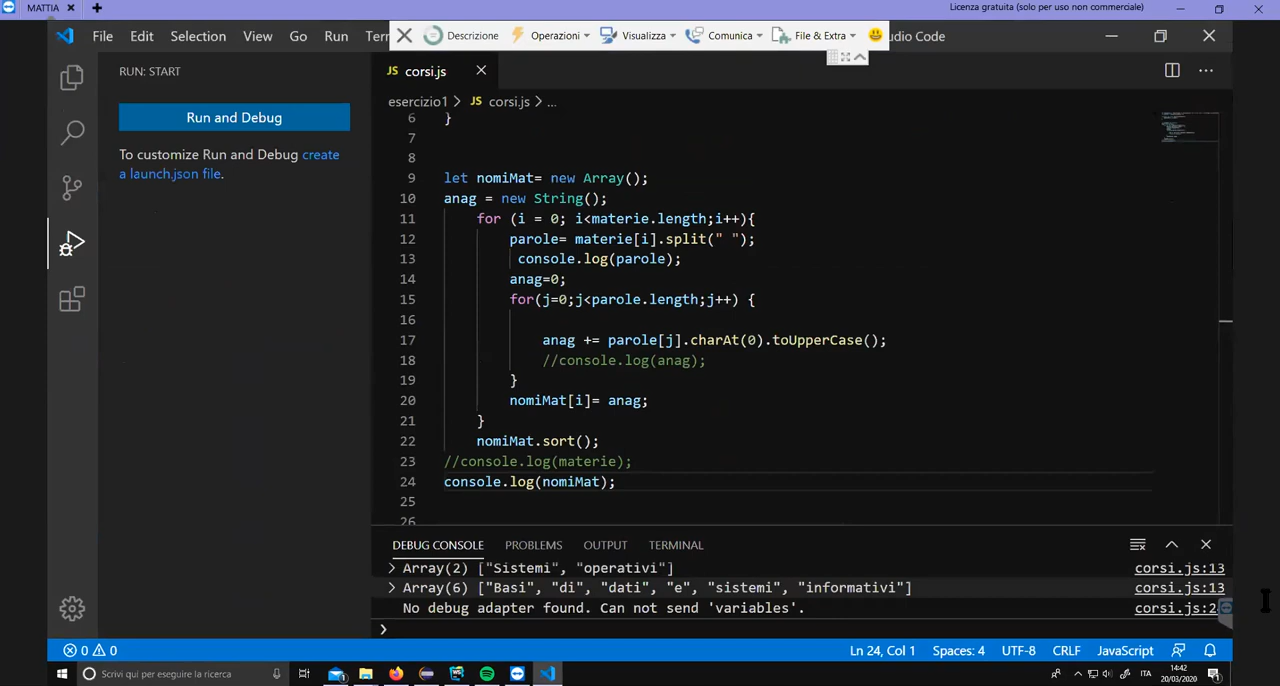 MATTIA
Licenza gratuita (solo per uso non commerciale)
File Edit Selection View Go Run Ter
Descrizione Operazioni Visualizza Comunica File & Extra
udio Code
RUN: START
Run and Debug
To customize Run and Debug create
a launch.json file.
JS corsi.js
esercizio1 > JS corsi.js > ...
6 }
7
8
9 let nomiMat= new Array();
10 anag = new String();
11 for (i = 0; i<materie.length;i++){
12 parole= materie[i].split(" ");
13 console.log(parole);
14 anag=0;
15 for(j=0;j<parole.length;j++) {
16
17 anag += parole[j].charAt(0).toUpperCase();
18 //console.log(anag);
19 }
20 nomiMat[i]= anag;
21 }
22 nomiMat.sort();
23 //console.log(materie);
24 console.log(nomiMat);
25
26
DEBUG CONSOLE PROBLEMS OUTPUT TERMINAL
> Array(2) ["Sistemi", "operativi"] corsi.js:13
> Array(6) ["Basi", "di", "dati", "e", "sistemi", "informativi"] corsi.js:13
No debug adapter found. Can not send 'variables'. corsi.js:2
>
0 0 Ln 24, Col 1 Spaces: 4 UTF-8 CRLF JavaScript
Scrivi qui per eseguire la ricerca
ITA
14:42
20/03/2020